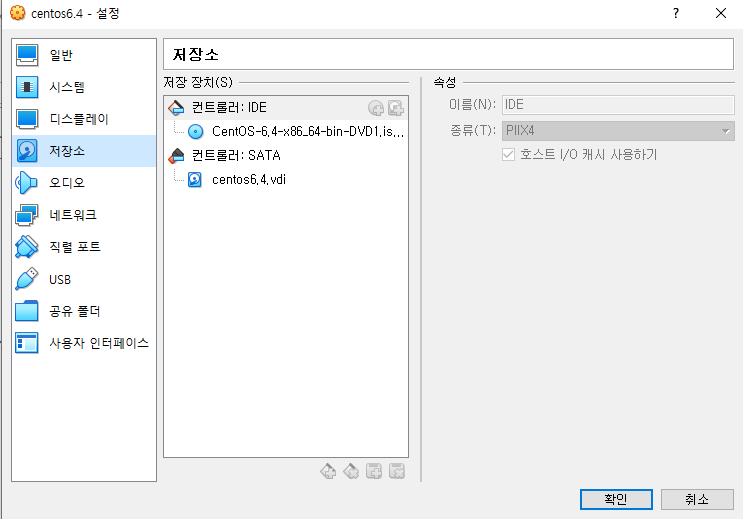 centos6.4 - 설정
일반
시스템
디스플레이
저장소
오디오
네트워크
직렬 포트
USB
공유 폴더
사용자 인터페이스
저장소
저장 장치(S)
컨트롤러: IDE
CentOS-6.4-x86_64-bin-DVD1.is...
컨트롤러: SATA
centos6.4.vdi
속성
이름(N): IDE
종류(T): PIIX4
호스트 I/O 캐시 사용하기
확인 취소